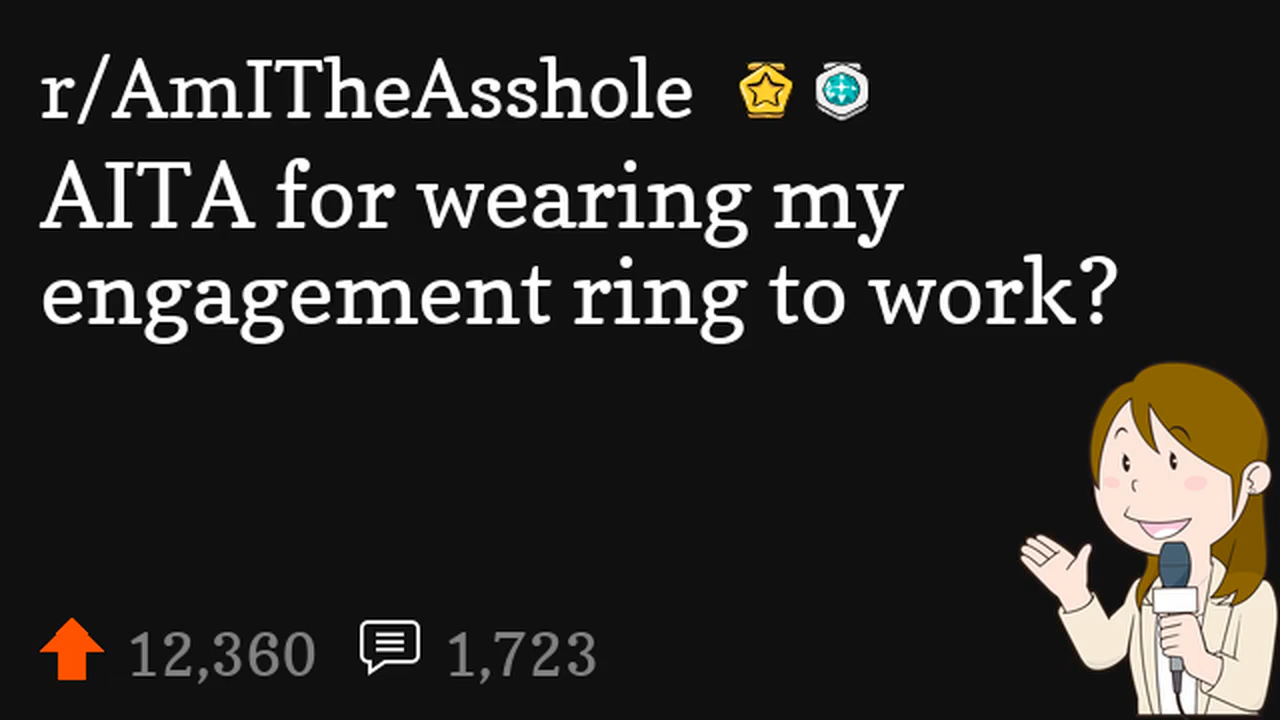 r/AmITheAsshole
AITA for wearing my
engagement ring to work?
12,360 1,723